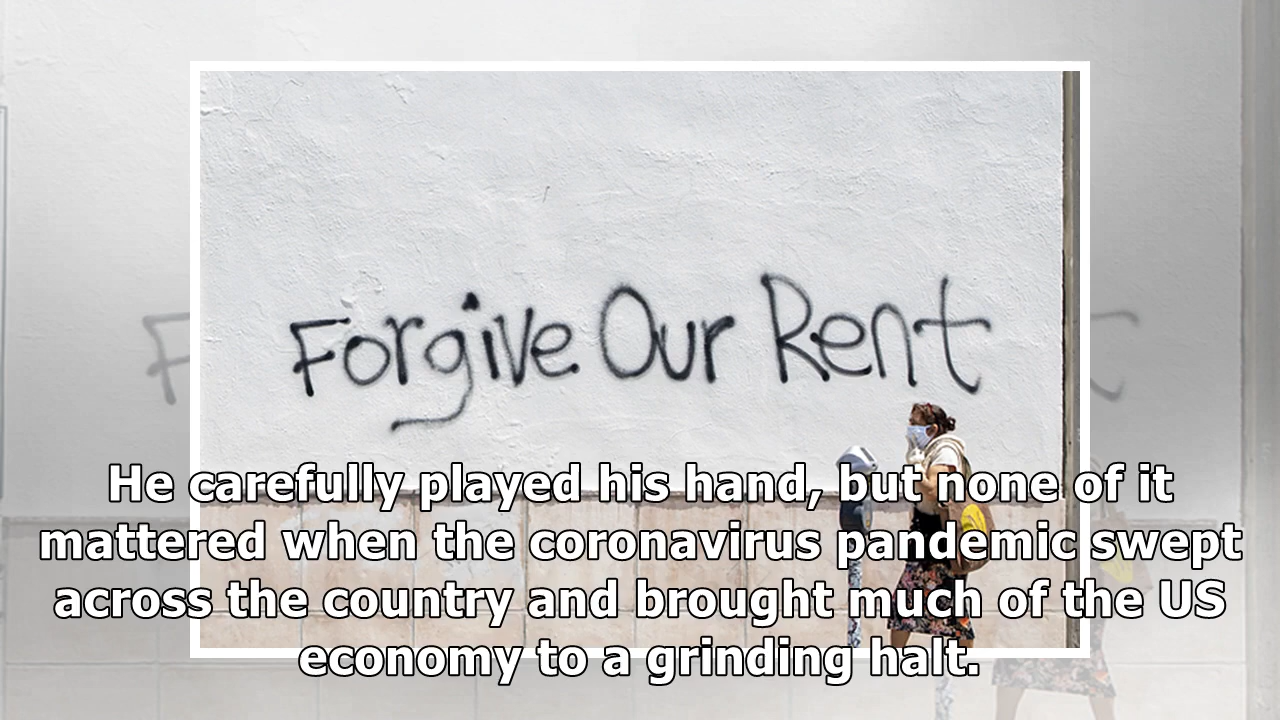 Forgive Our Rent
He carefully played his hand, but none of it
mattered when the coronavirus pandemic swept
across the country and brought much of the US
economy to a grinding halt.